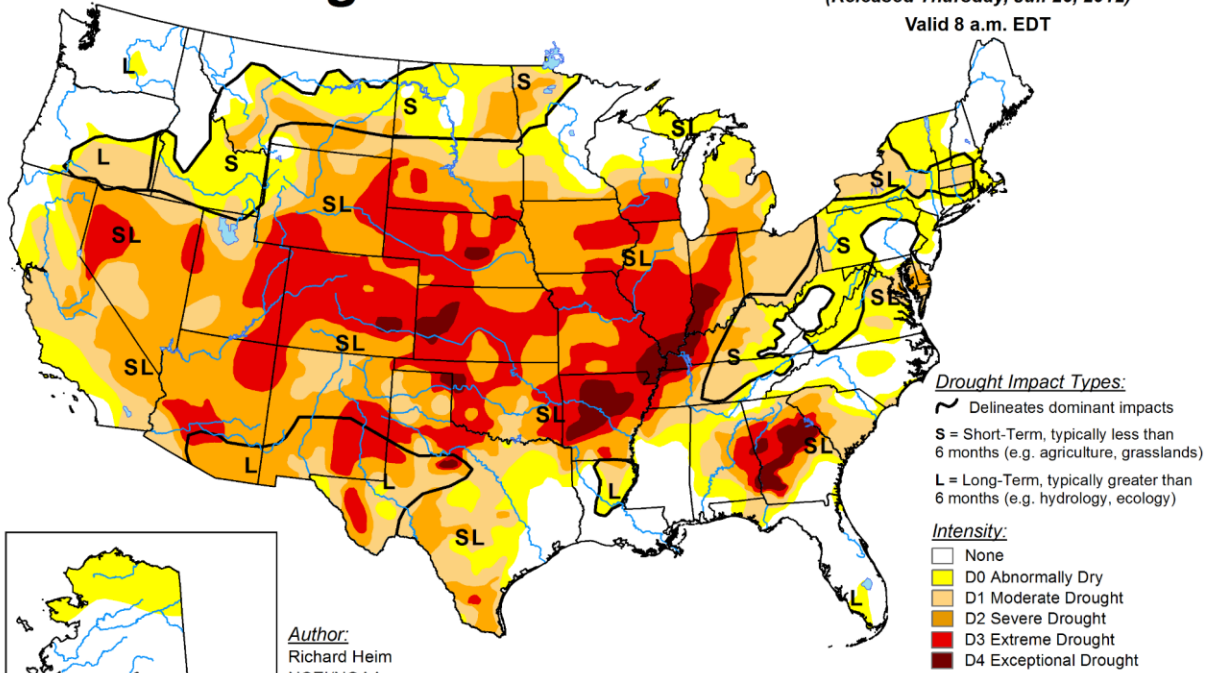 Valid 8 a.m. EDT
L
S
S
S
L
S
SL
SL
SL
SL
S
SL
SL
SL
SL
S
SL
SL
L
L
L
SL
L
Drought Impact Types:
Delineates dominant impacts
S = Short-Term, typically less than
6 months (e.g. agriculture, grasslands)
L = Long-Term, typically greater than
6 months (e.g. hydrology, ecology)
Intensity:
None
D0 Abnormally Dry
D1 Moderate Drought
D2 Severe Drought
D3 Extreme Drought
D4 Exceptional Drought
Author:
Richard Heim